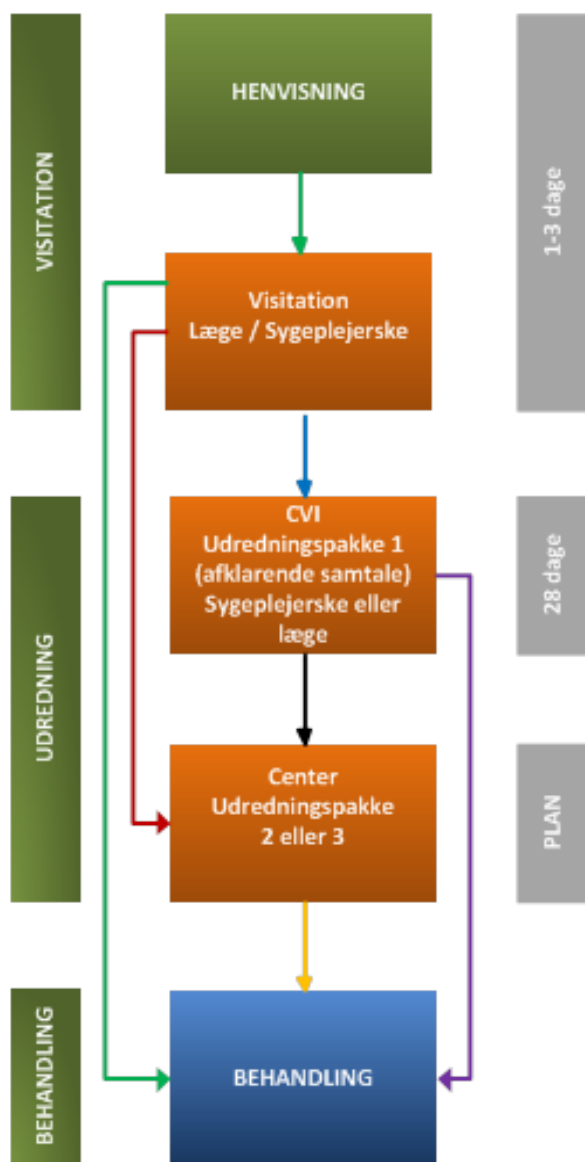 VISITATION
HENVISNING
1-3 dage
Visitation
Læge / Sygeplejerske
UDREDNING
CVI
Udredningspakke 1
(afklarende samtale)
Sygeplejerske eller
læge
28 dage
Center
Udredningspakke
2 eller 3
PLAN
BEHANDLING
BEHANDLING